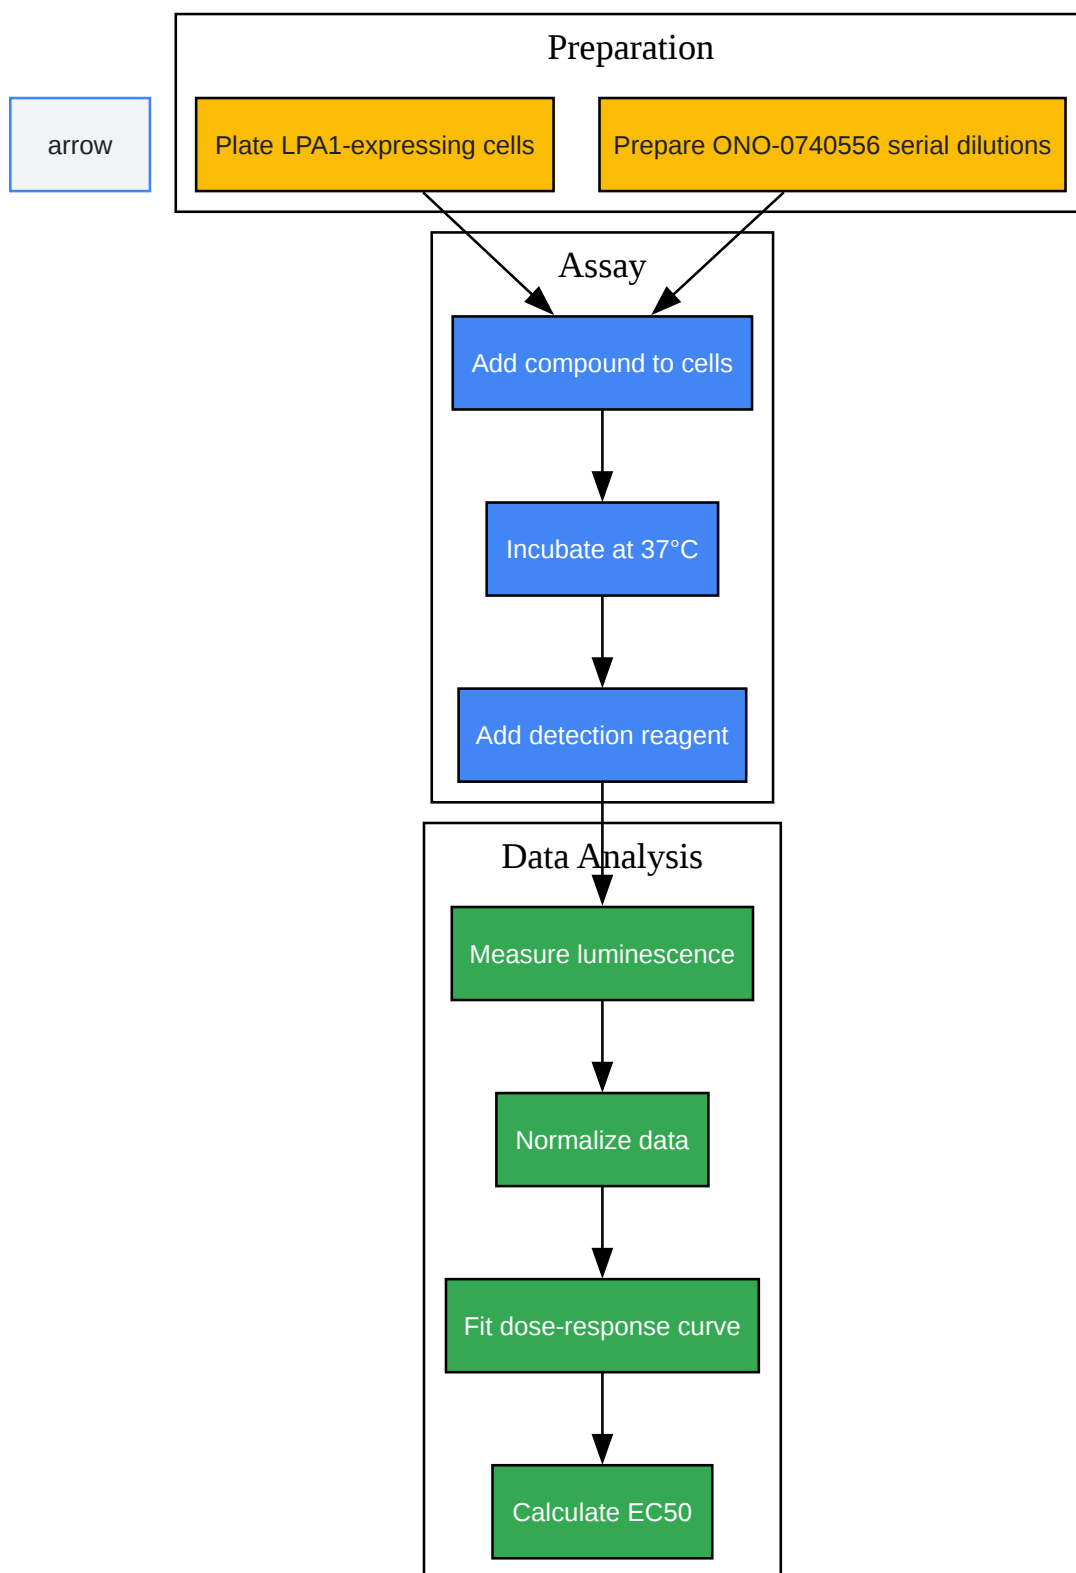 Preparation
arrow
Plate LPA1-expressing cells
Prepare ONO-0740556 serial dilutions
Assay
Add compound to cells
Incubate at 37°C
Add detection reagent
Data Analysis
Measure luminescence
Normalize data
Fit dose-response curve
Calculate EC50